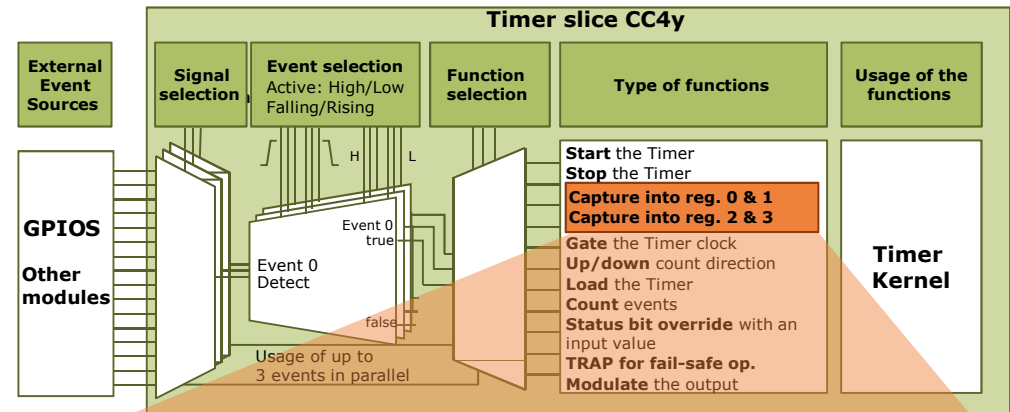 Timer slice CC4y
External
Event
Sources
Signal
selection
Event selection
Active: High/Low
Falling/Rising
Function
selection
Type of functions
Usage of the
functions
H
L
GPIOS
Other
modules
Event 0
Detect
Event 0
true
false
Usage of up to
3 events in parallel
Start the Timer
Stop the Timer
Capture into reg. 0 & 1
Capture into reg. 2 & 3
Gate the Timer clock
Up/down count direction
Load the Timer
Count events
Status bit override with an
input value
TRAP for fail-safe op.
Modulate the output
Timer
Kernel